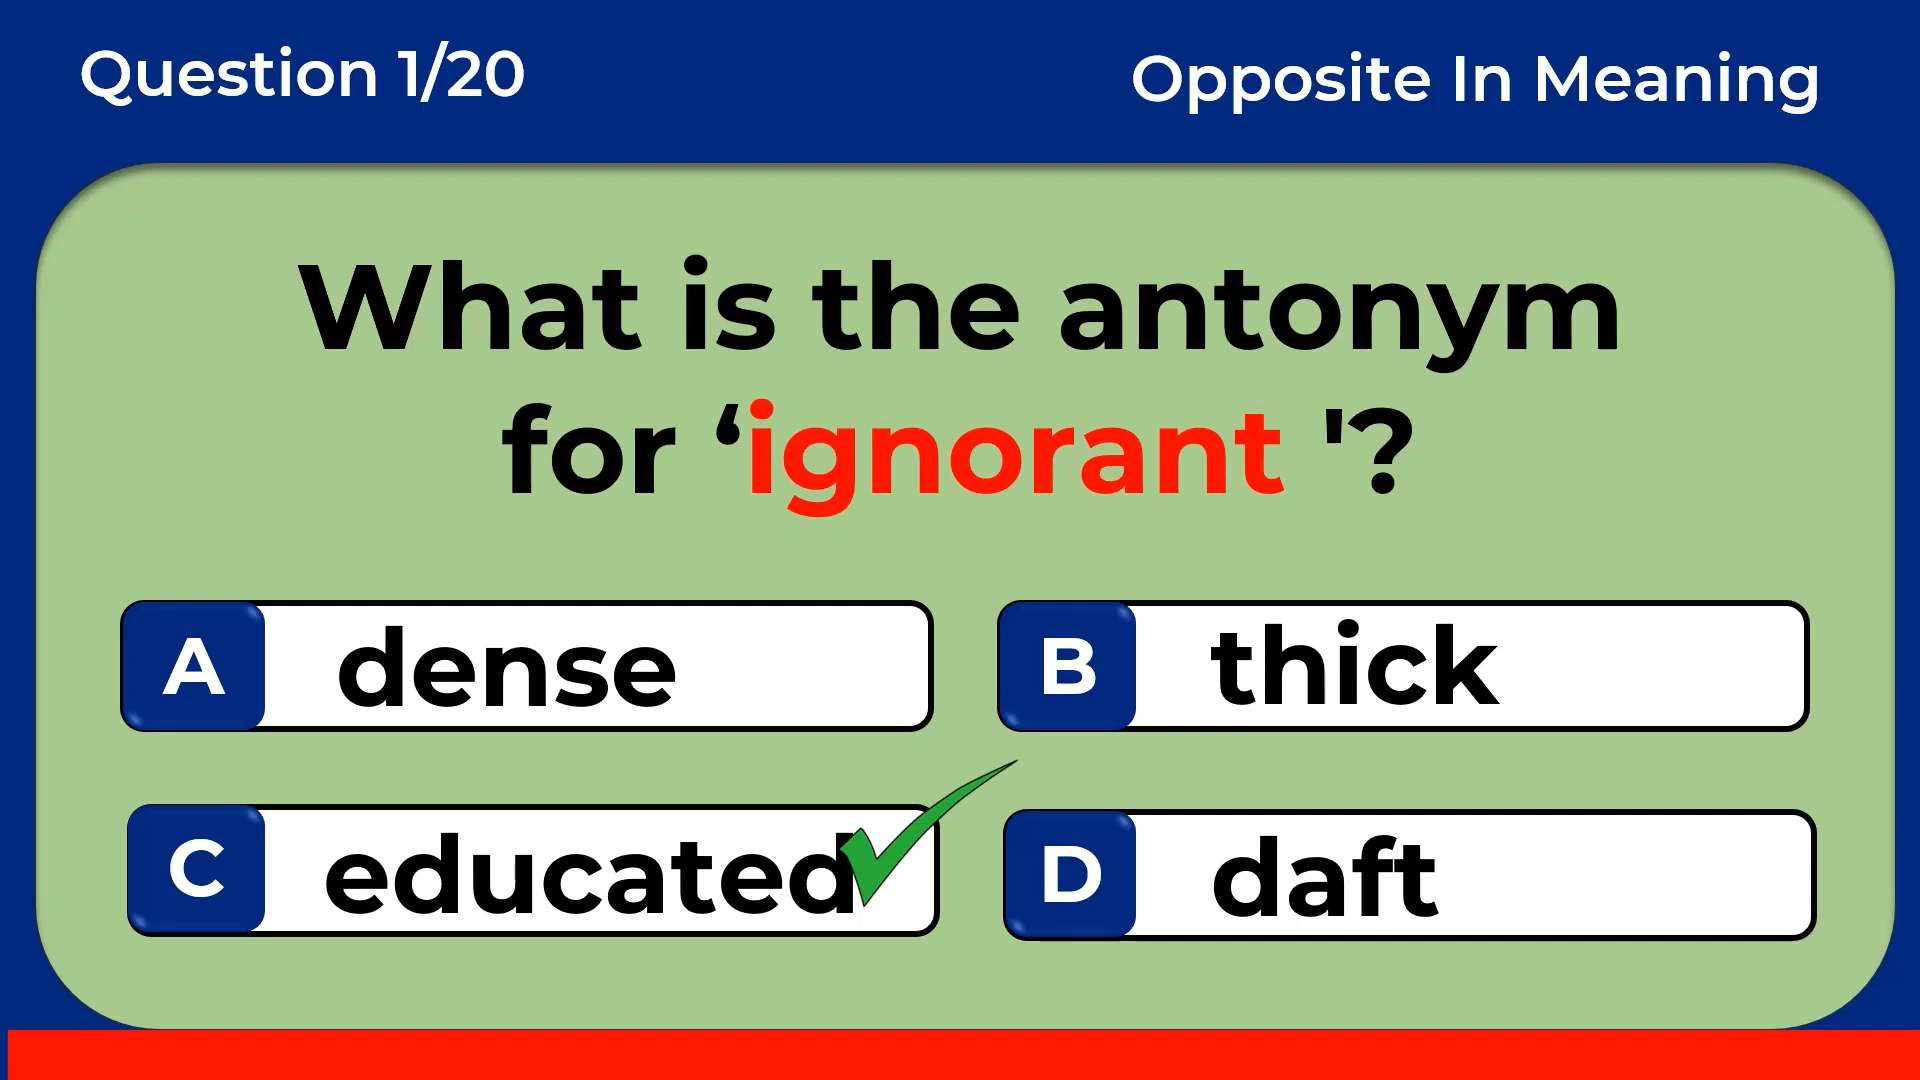 Question 1/20
Opposite In Meaning
What is the antonym
for ‘ignorant '?
A dense
B thick
C educated
D daft